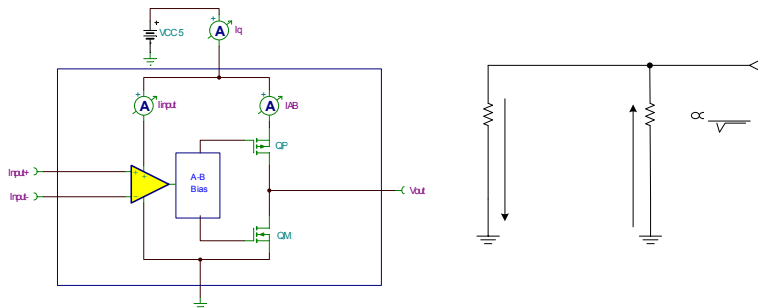 +
VCC 5
+
A
Iq
+
A
Iinput
+
A
IAB
QP
Input+
+
+
A-B
Bias
Input-
-
Vout
QM
∝
√